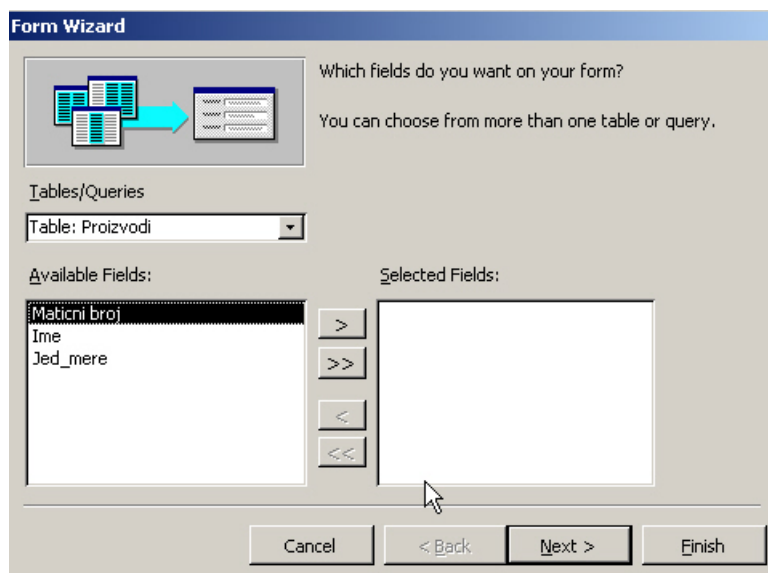 Form Wizard
Which fields do you want on your form?
You can choose from more than one table or query.
Tables/Queries
Table: Proizvodi
Available Fields:
Selected Fields:
Maticni broj
Ime
Jed_mere
>
>>
<
<<
Cancel
< Back
Next >
Finish